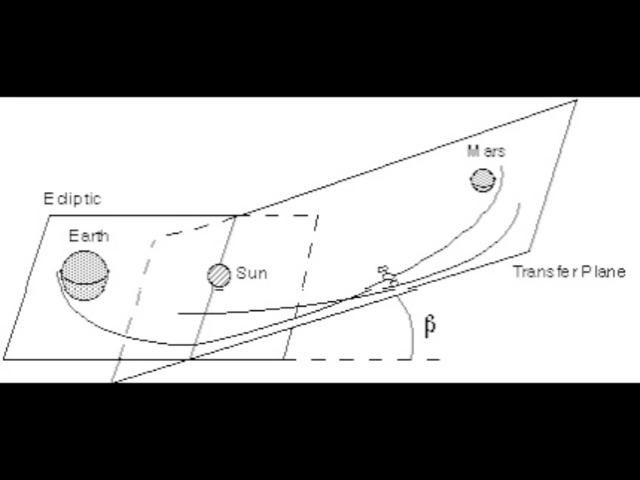 Ecliptic
Earth
Sun
Mars
Transfer Plane
β